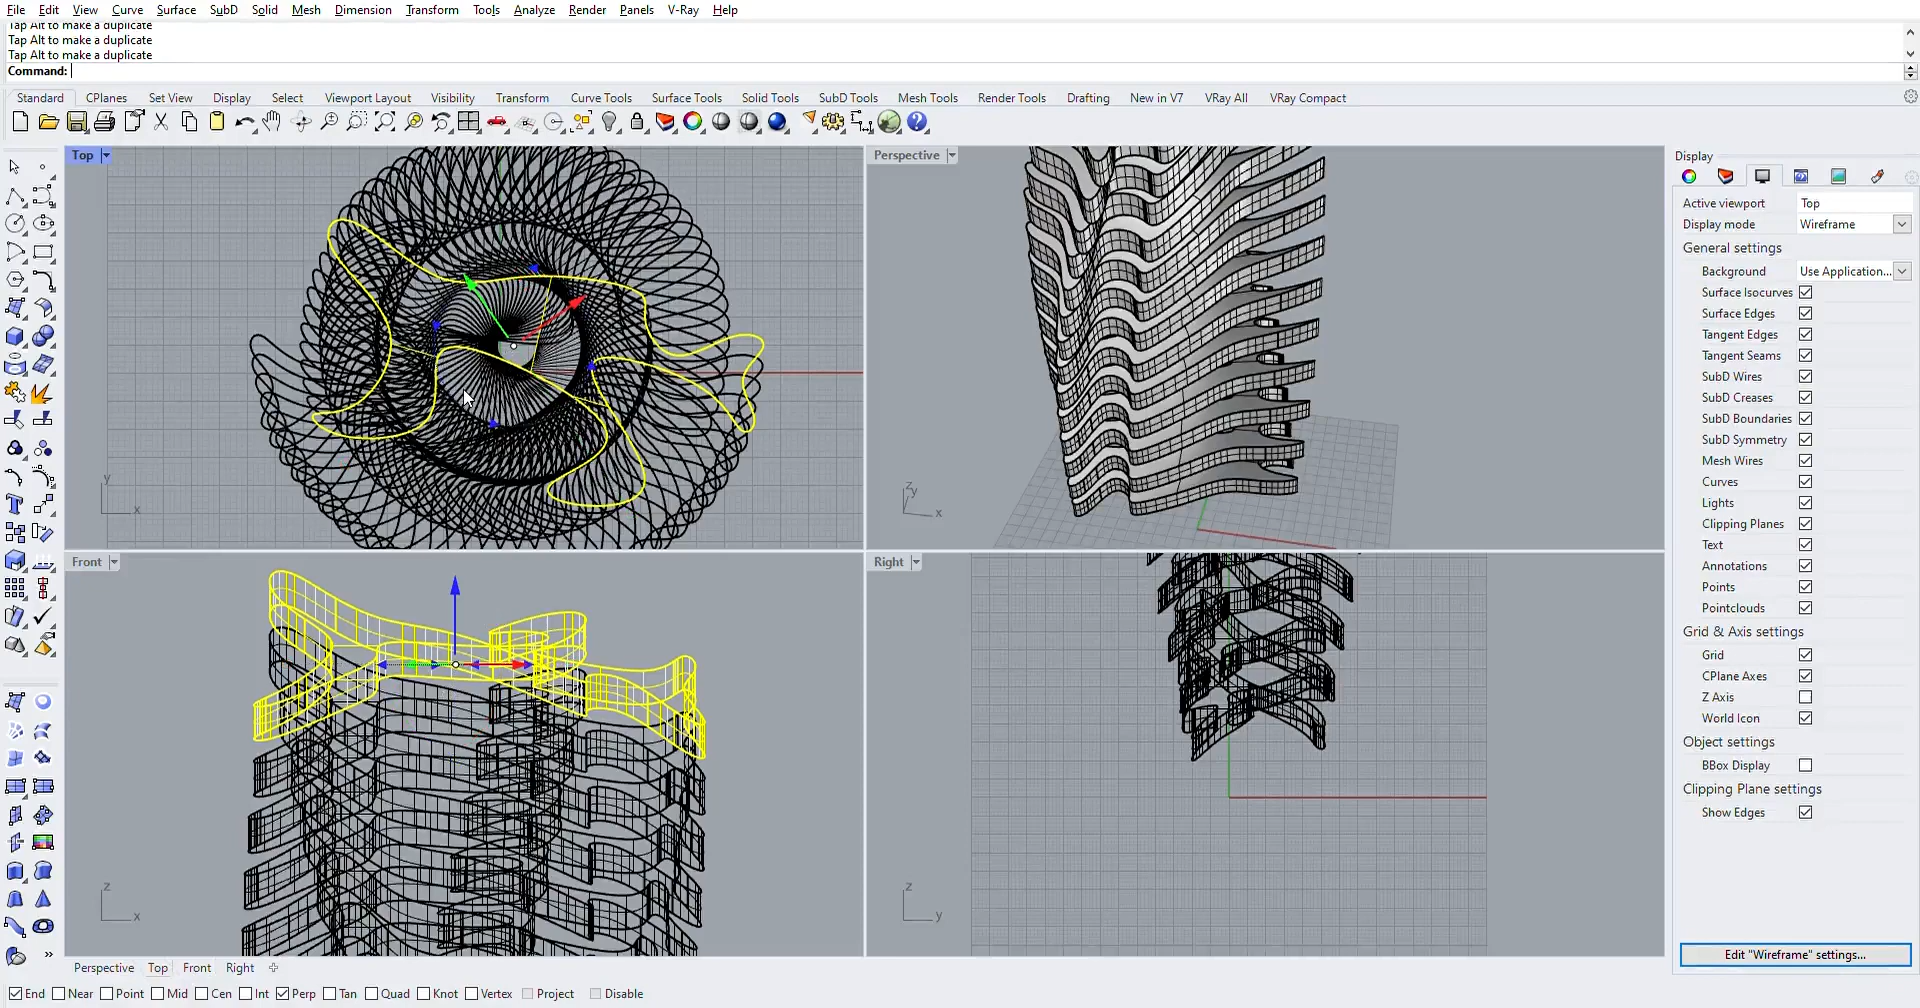 File Edit View Curve Surface SubD Solid Mesh Dimension Transform Tools Analyze Render Panels V-Ray Help
Tap Alt to make a duplicate
Tap Alt to make a duplicate
Tap Alt to make a duplicate
Command:
Standard CPlanes Set View Display Select Viewport Layout Visibility Transform Curve Tools Surface Tools Solid Tools SubD Tools Mesh Tools Render Tools Drafting New in V7 VRay All VRay Compact
Top
Perspective
y
x
z
y
x
Front
Right
z
x
z
y
Display
Active viewport Top
Display mode Wireframe
General settings
Background Use Application...
Surface Isocurves
Surface Edges
Tangent Edges
Tangent Seams
SubD Wires
SubD Creases
SubD Boundaries
SubD Symmetry
Mesh Wires
Curves
Lights
Clipping Planes
Text
Annotations
Points
Pointclouds
Grid & Axis settings
Grid
CPlane Axes
Z Axis
World Icon
Object settings
BBox Display
Clipping Plane settings
Show Edges
Edit "Wireframe" settings...
Perspective Top Front Right
End Near Point Mid Cen Int Perp Tan Quad Knot Vertex Project Disable